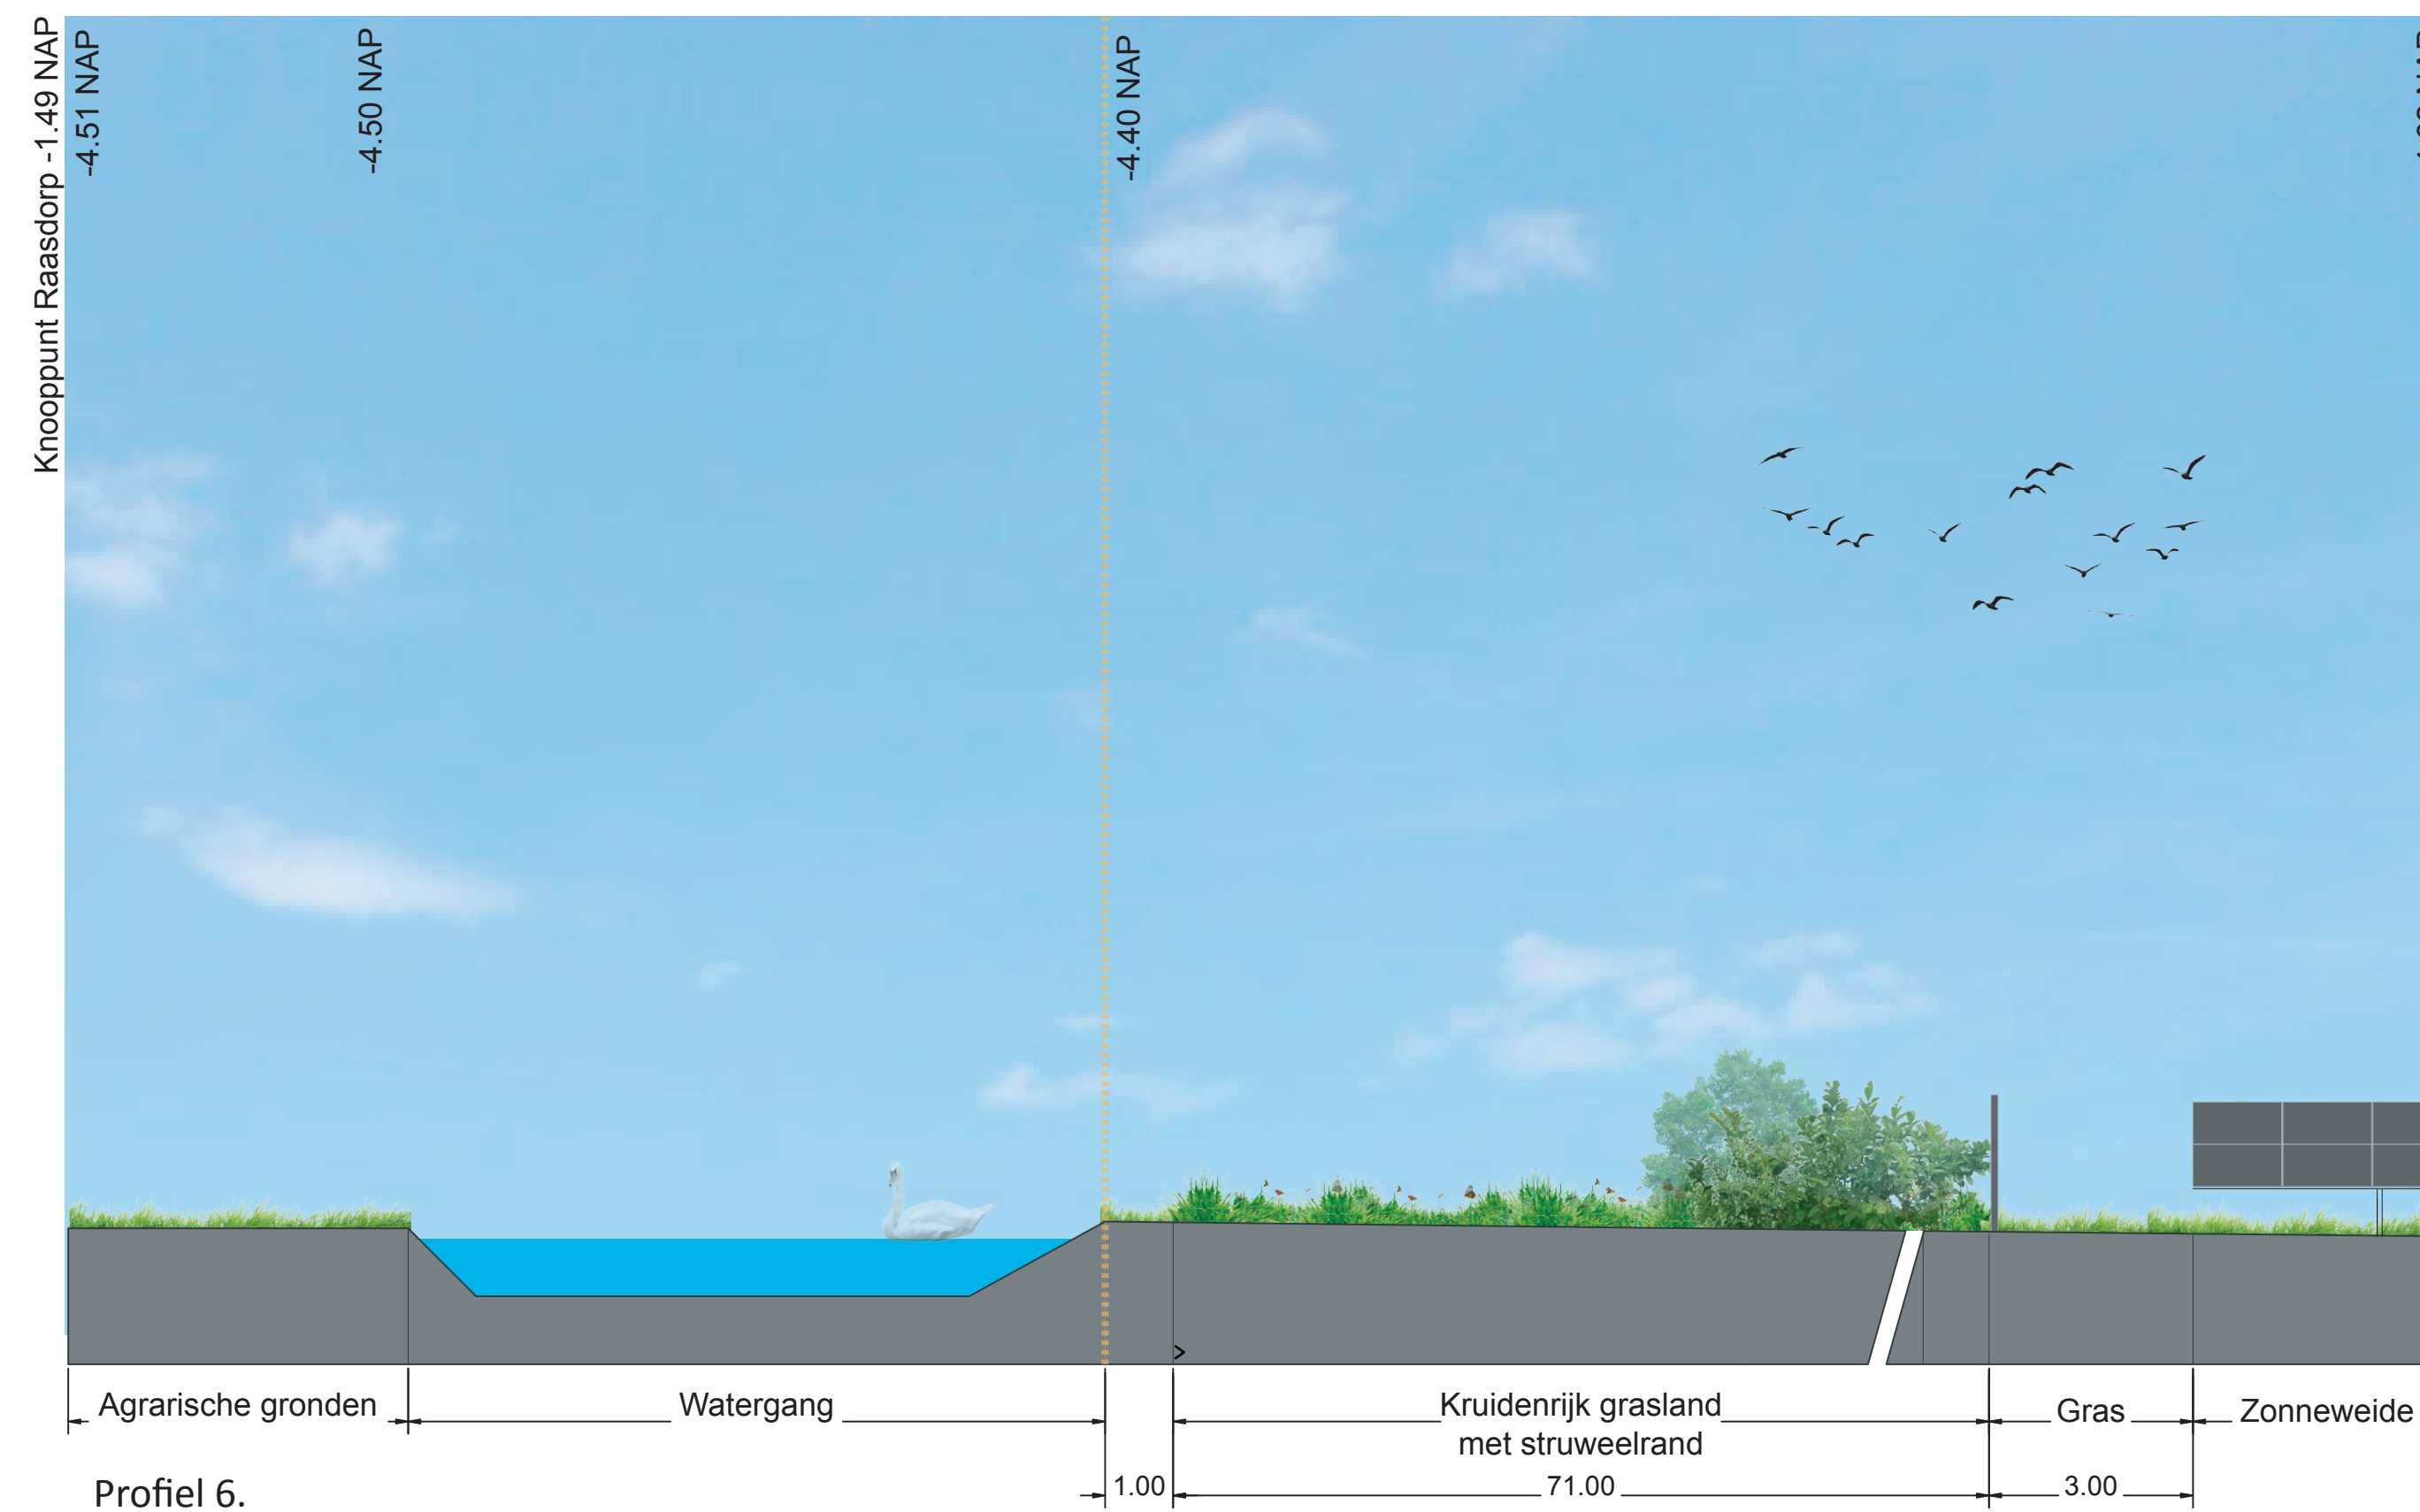 Knooppunt Raasdorp -1.49 NAP
-4.51 NAP
-4.50 NAP
-4.40 NAP
Agrarische gronden
Watergang
Kruidenrijk grasland
met struweelrand
Gras
Zonneweide
1.00
71.00
3.00
Profiel 6.